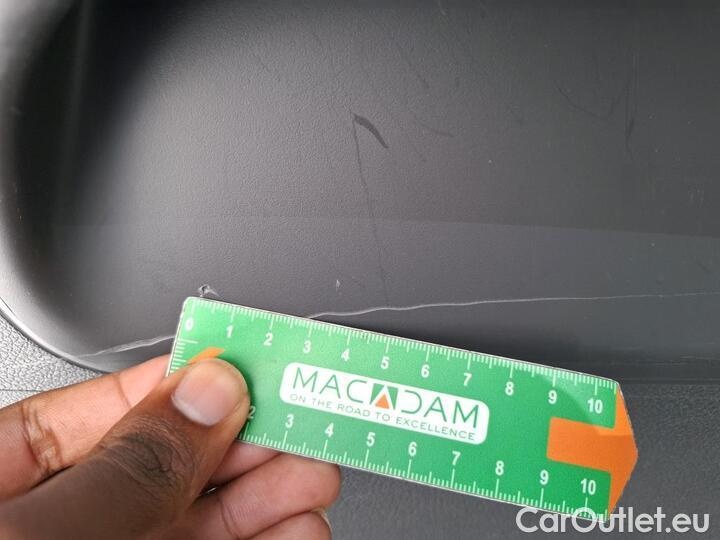 0 1 2 3 4 5 6 7 8 9 10
MACADAM
ON THE ROAD TO EXCELLENCE
2 3 4 5 6 7 8 9 10
CarOutlet.eu